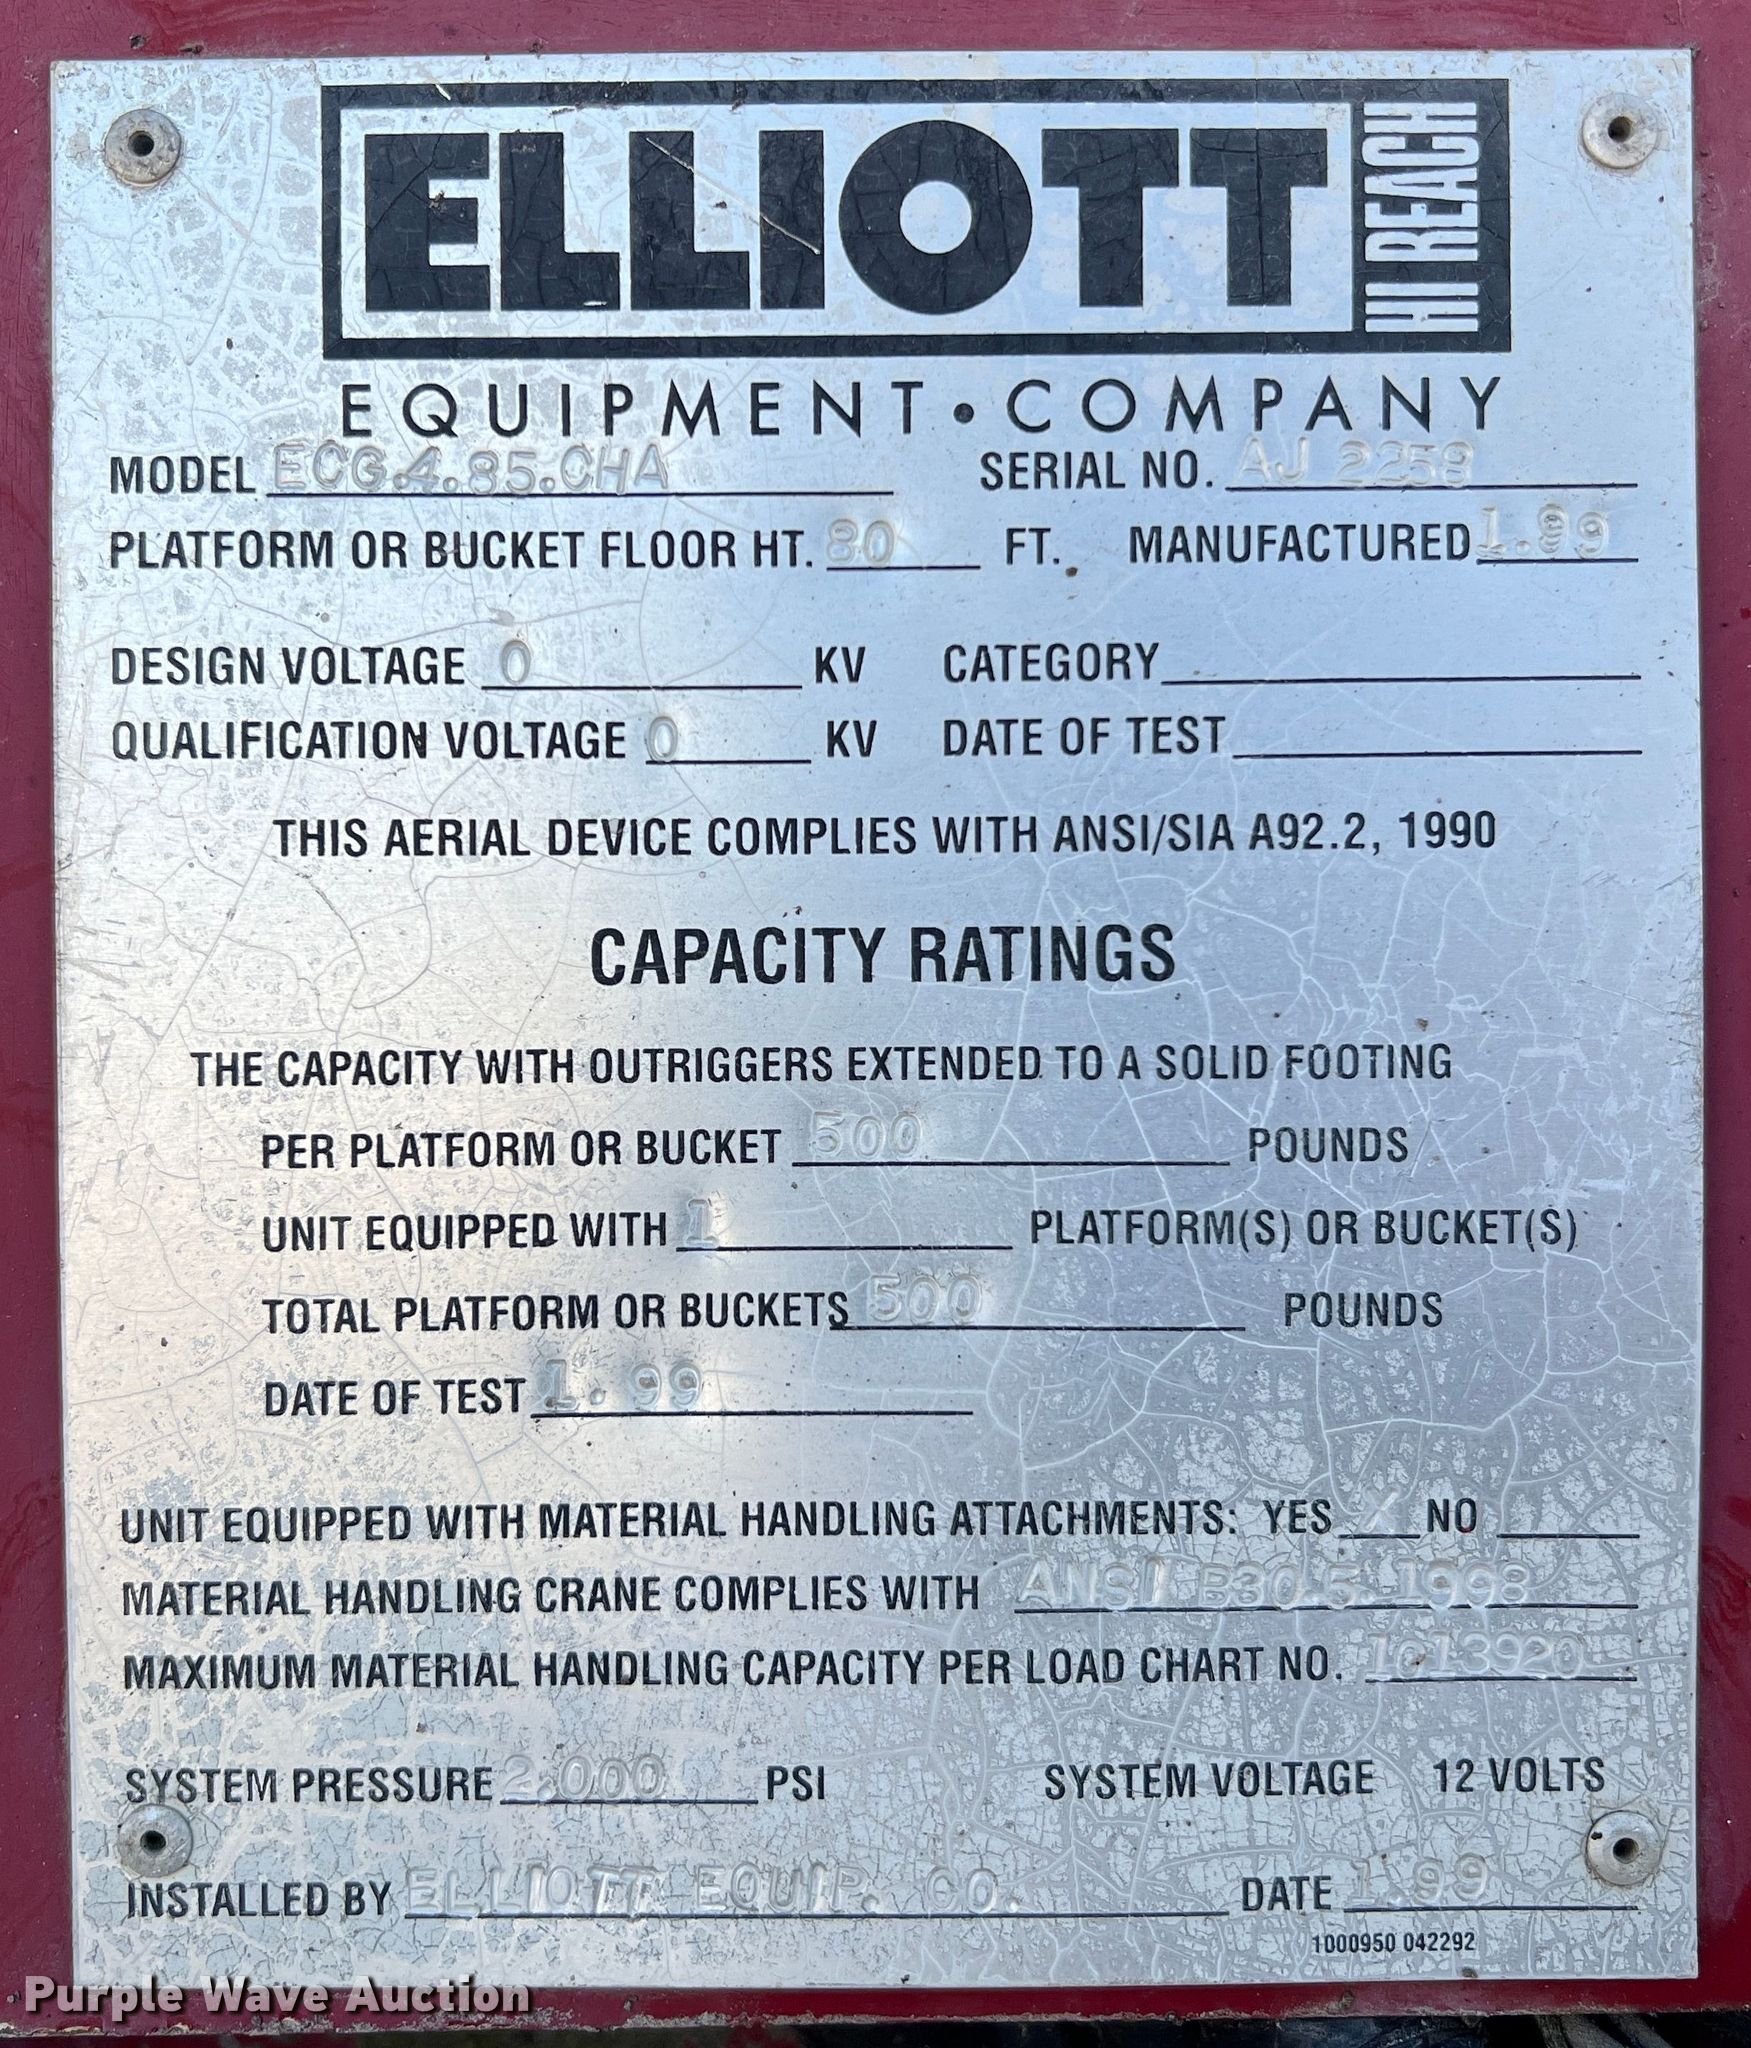 ELLIOTT HI REACH
EQUIPMENT • COMPANY
MODEL ECG.4.85.CHA SERIAL NO. AJ 2258
PLATFORM OR BUCKET FLOOR HT. 80 FT. MANUFACTURED 1.99
DESIGN VOLTAGE 0 KV CATEGORY
QUALIFICATION VOLTAGE 0 KV DATE OF TEST
THIS AERIAL DEVICE COMPLIES WITH ANSI/SIA A92.2, 1990
CAPACITY RATINGS
THE CAPACITY WITH OUTRIGGERS EXTENDED TO A SOLID FOOTING
PER PLATFORM OR BUCKET 500 POUNDS
UNIT EQUIPPED WITH 1 PLATFORM(S) OR BUCKET(S)
TOTAL PLATFORM OR BUCKETS 500 POUNDS
DATE OF TEST 1.99
UNIT EQUIPPED WITH MATERIAL HANDLING ATTACHMENTS: YES X NO
MATERIAL HANDLING CRANE COMPLIES WITH ANSI B30.5.1998
MAXIMUM MATERIAL HANDLING CAPACITY PER LOAD CHART NO. 1013920
SYSTEM PRESSURE 2.000 PSI SYSTEM VOLTAGE 12 VOLTS
INSTALLED BY ELLIOTT EQUIP. CO. DATE 1.99
1000950 042292
Purple Wave Auction